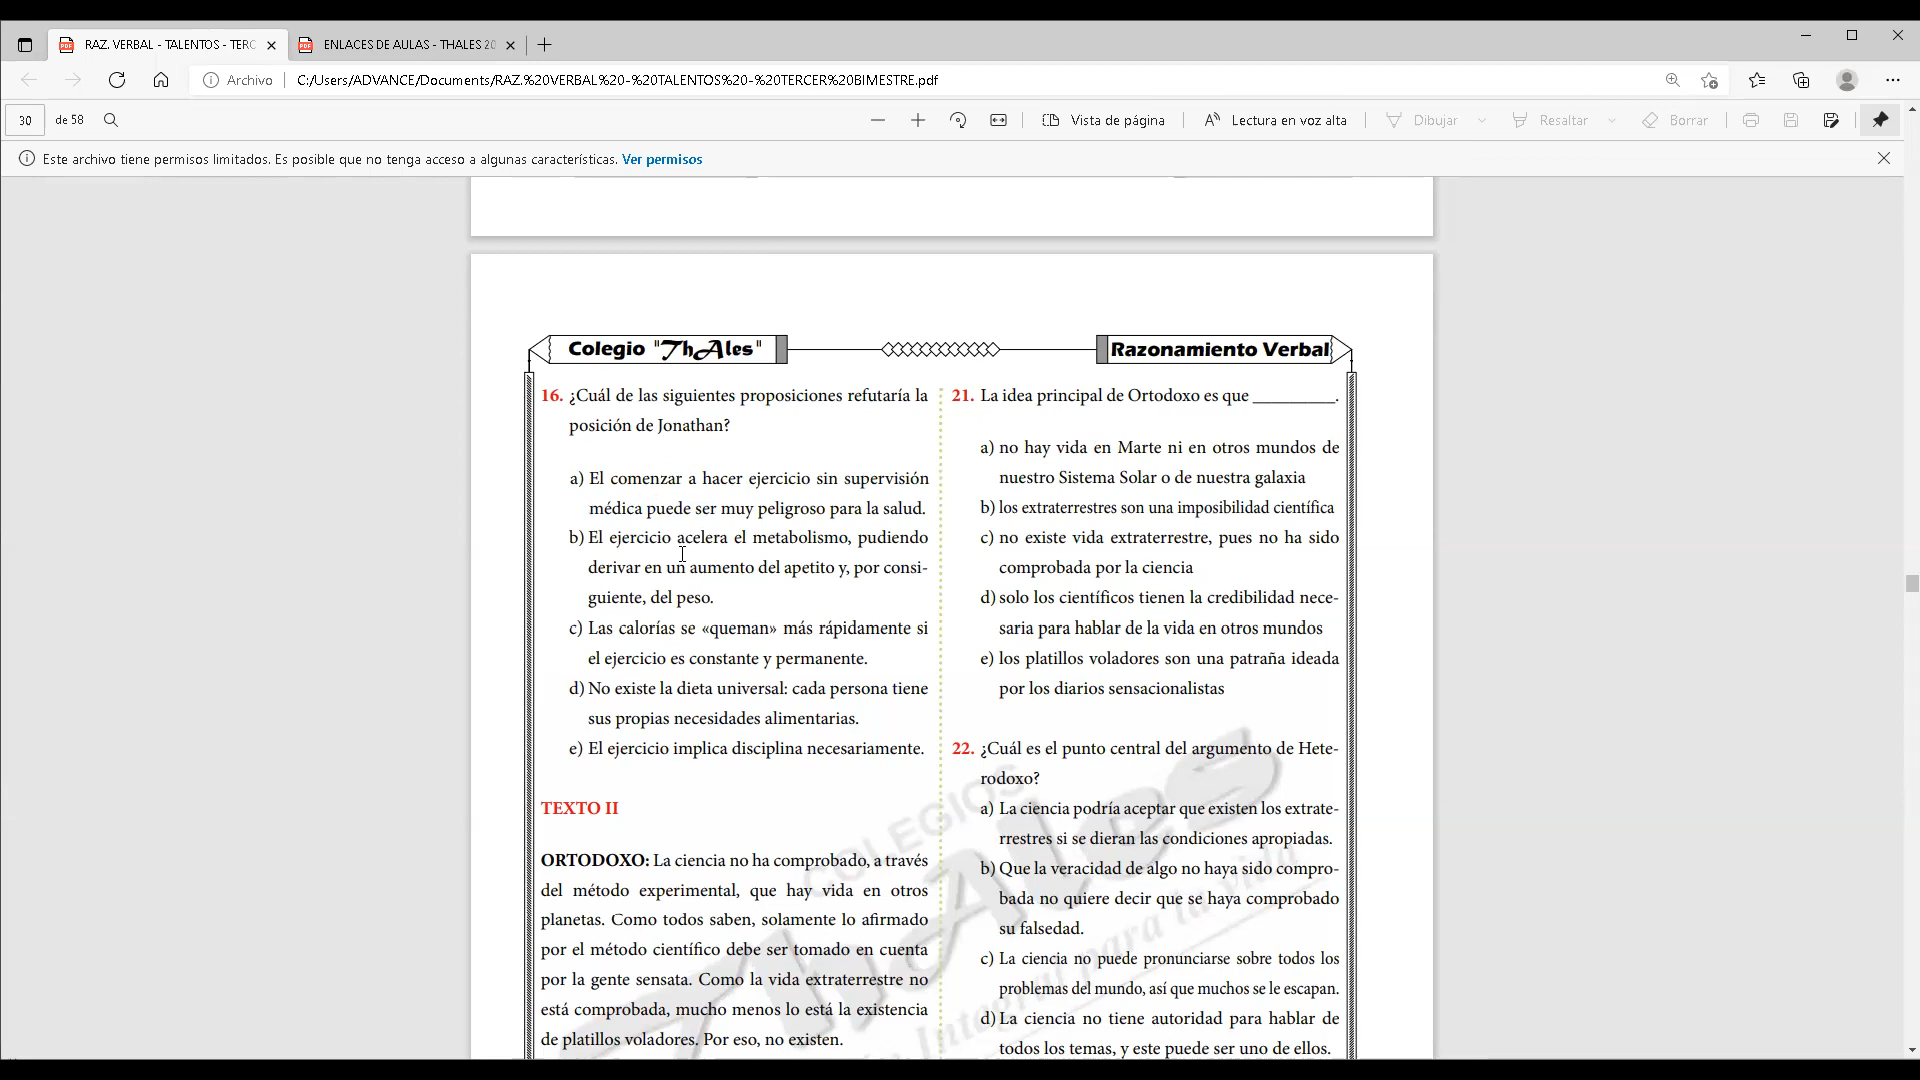 RAZ. VERBAL - TALENTOS - TERC
ENLACES DE AULAS - THALES 20
Archivo
C:/Users/ADVANCE/Documents/RAZ.%20VERBAL%20-%20TALENTOS%20-%20TERCER%20BIMESTRE.pdf
30 de 58
Vista de página
Lectura en voz alta
Dibujar
Resaltar
Borrar
Este archivo tiene permisos limitados. Es posible que no tenga acceso a algunas características. Ver permisos
Colegio "ThAles"
Razonamiento Verbal
16. ¿Cuál de las siguientes proposiciones refutaría la
posición de Jonathan?
a) El comenzar a hacer ejercicio sin supervisión
médica puede ser muy peligroso para la salud.
b) El ejercicio acelera el metabolismo, pudiendo
derivar en un aumento del apetito y, por consi-
guiente, del peso.
c) Las calorías se «queman» más rápidamente si
el ejercicio es constante y permanente.
d) No existe la dieta universal: cada persona tiene
sus propias necesidades alimentarias.
e) El ejercicio implica disciplina necesariamente.
TEXTO II
ORTODOXO: La ciencia no ha comprobado, a través
del método experimental, que hay vida en otros
planetas. Como todos saben, solamente lo afirmado
por el método científico debe ser tomado en cuenta
por la gente sensata. Como la vida extraterrestre no
está comprobada, mucho menos lo está la existencia
de platillos voladores. Por eso, no existen.
21. La idea principal de Ortodoxo es que _________.
a) no hay vida en Marte ni en otros mundos de
nuestro Sistema Solar o de nuestra galaxia
b) los extraterrestres son una imposibilidad científica
c) no existe vida extraterrestre, pues no ha sido
comprobada por la ciencia
d) solo los científicos tienen la credibilidad nece-
saria para hablar de la vida en otros mundos
e) los platillos voladores son una patraña ideada
por los diarios sensacionalistas
22. ¿Cuál es el punto central del argumento de Hete-
rodoxo?
a) La ciencia podría aceptar que existen los extrate-
rrestres si se dieran las condiciones apropiadas.
b) Que la veracidad de algo no haya sido compro-
bada no quiere decir que se haya comprobado
su falsedad.
c) La ciencia no puede pronunciarse sobre todos los
problemas del mundo, así que muchos se le escapan.
d) La ciencia no tiene autoridad para hablar de
todos los temas, y este puede ser uno de ellos.
COLEGIOS
ThAles
Integral para tu vida